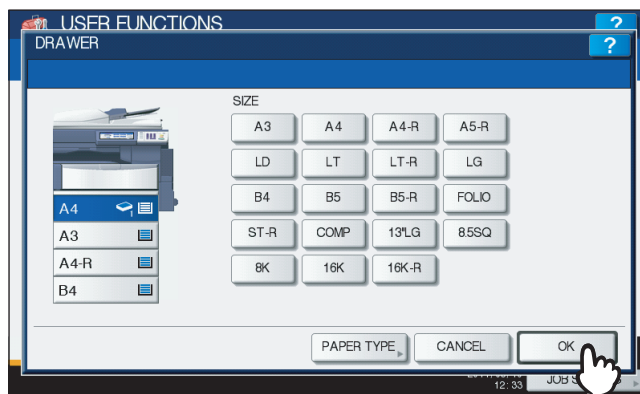 USER FUNCTIONS ?
DRAWER ?
SIZE
A3 A4 A4-R A5-R
LD LT LT-R LG
B4 B5 B5-R FOLIO
ST-R COMP 13"LG 8.5SQ
8K 16K 16K-R
A4 1
A3
A4-R
B4
PAPER TYPE CANCEL OK
12:33 JOB S